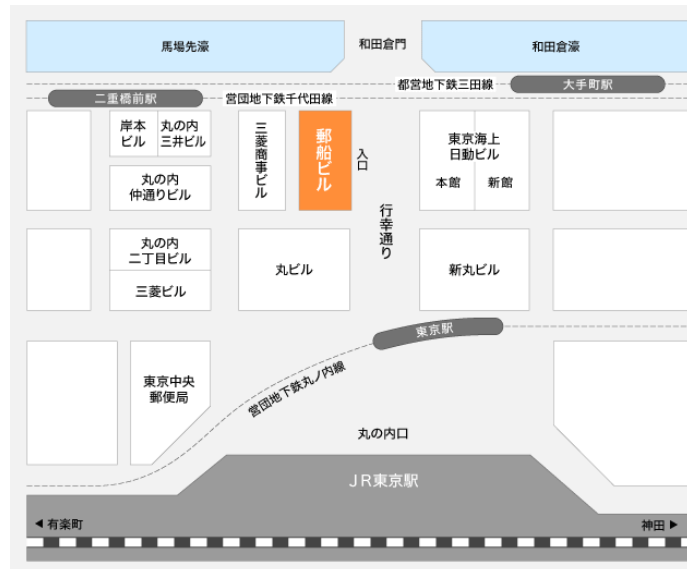 馬場先濠
和田倉門
和田倉濠
都営地下鉄三田線
大手町駅
二重橋前駅
営団地下鉄千代田線
岸本
ビル
丸の内
三井ビル
三菱商事ビル
郵船ビル
入口
東京海上
日動ビル
本館
新館
丸の内
仲通りビル
行幸通り
丸の内
二丁目ビル
三菱ビル
丸ビル
新丸ビル
東京駅
営団地下鉄丸ノ内線
東京中央
郵便局
丸の内口
JR東京駅
◀有楽町
神田▶